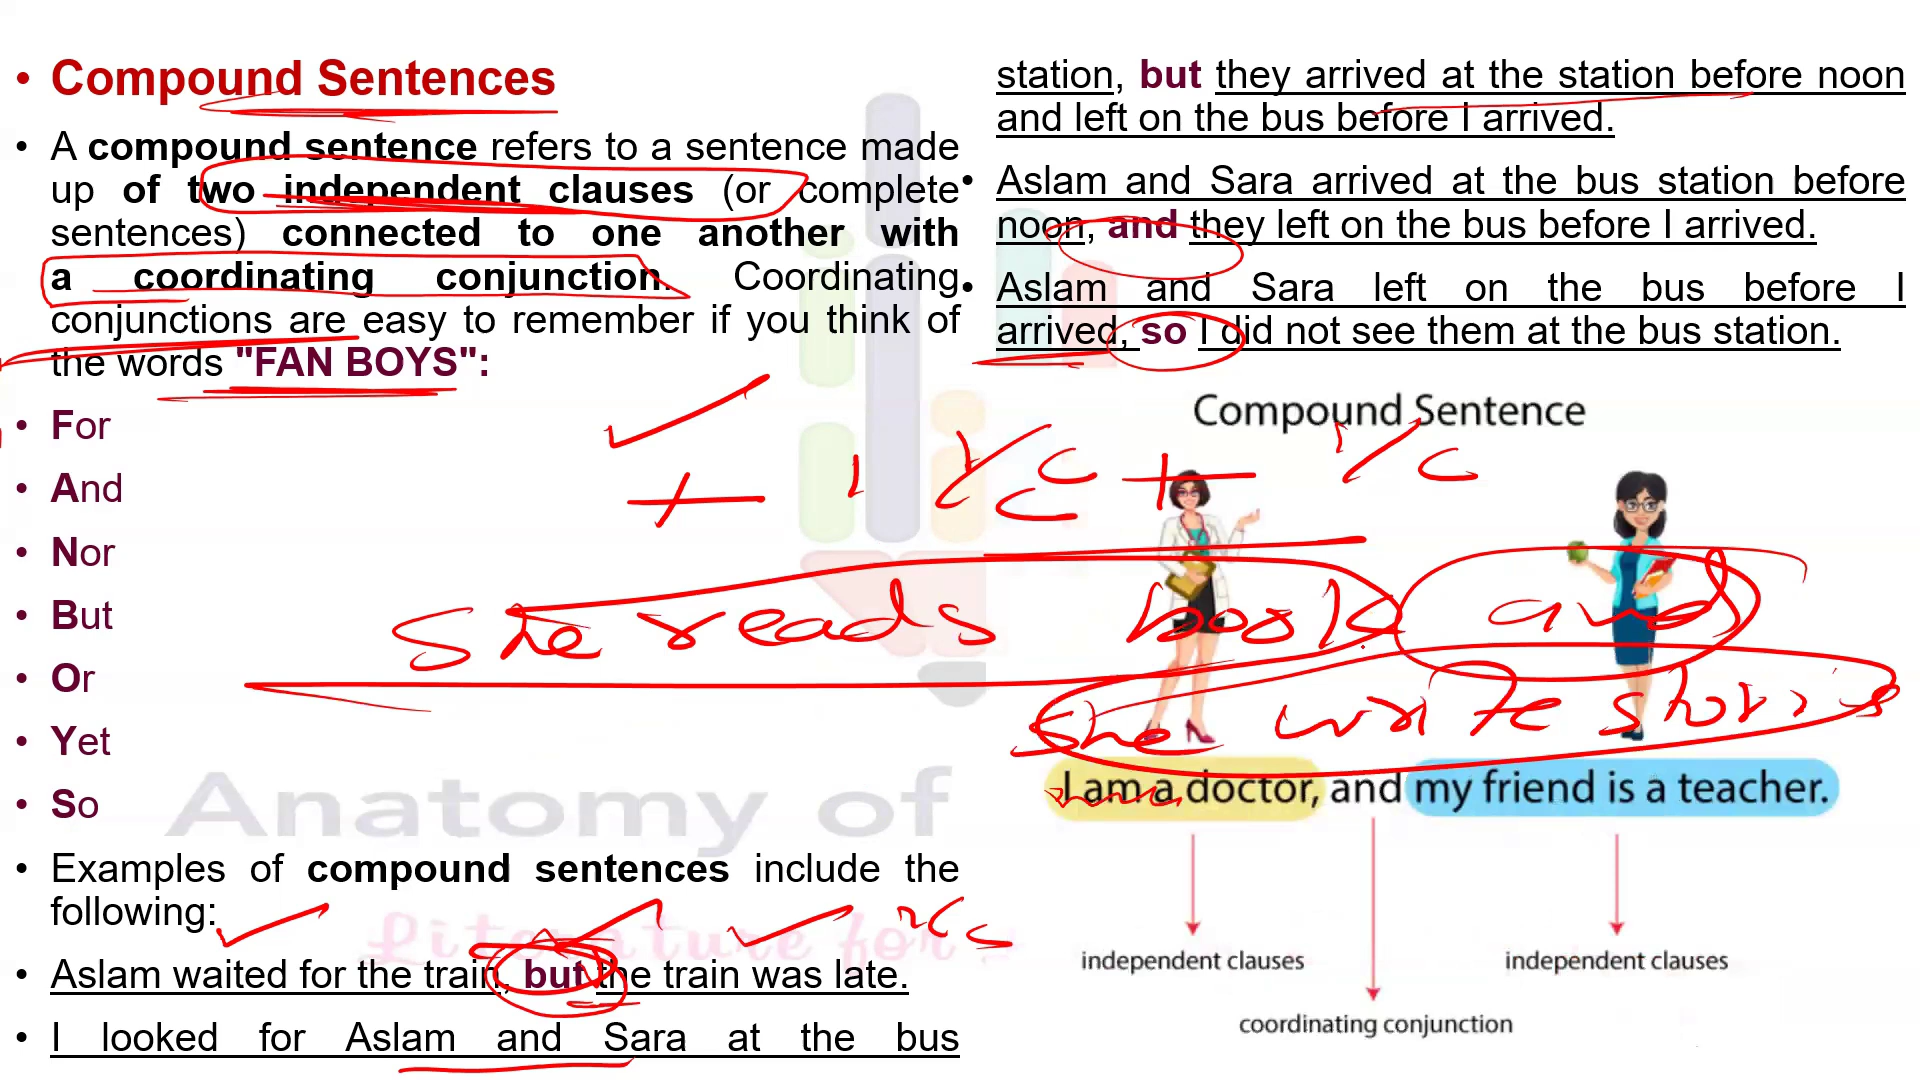 • Compound Sentences
• A compound sentence refers to a sentence made
up of two independent clauses (or complete
sentences) connected to one another with
a coordinating conjunction. Coordinating
conjunctions are easy to remember if you think of
the words "FAN BOYS":
• For
• And
• Nor
• But
• Or
• Yet
• So
• Examples of compound sentences include the
following:
• Aslam waited for the train, but the train was late.
• I looked for Aslam and Sara at the bus
station, but they arrived at the station before noon
and left on the bus before I arrived.
• Aslam and Sara arrived at the bus station before
noon, and they left on the bus before I arrived.
• Aslam and Sara left on the bus before I
arrived, so I did not see them at the bus station.
Compound Sentence
She reads book and
she write storis
I am a doctor, and my friend is a teacher.
independent clauses
independent clauses
coordinating conjunction
Anatomy of
Literature for